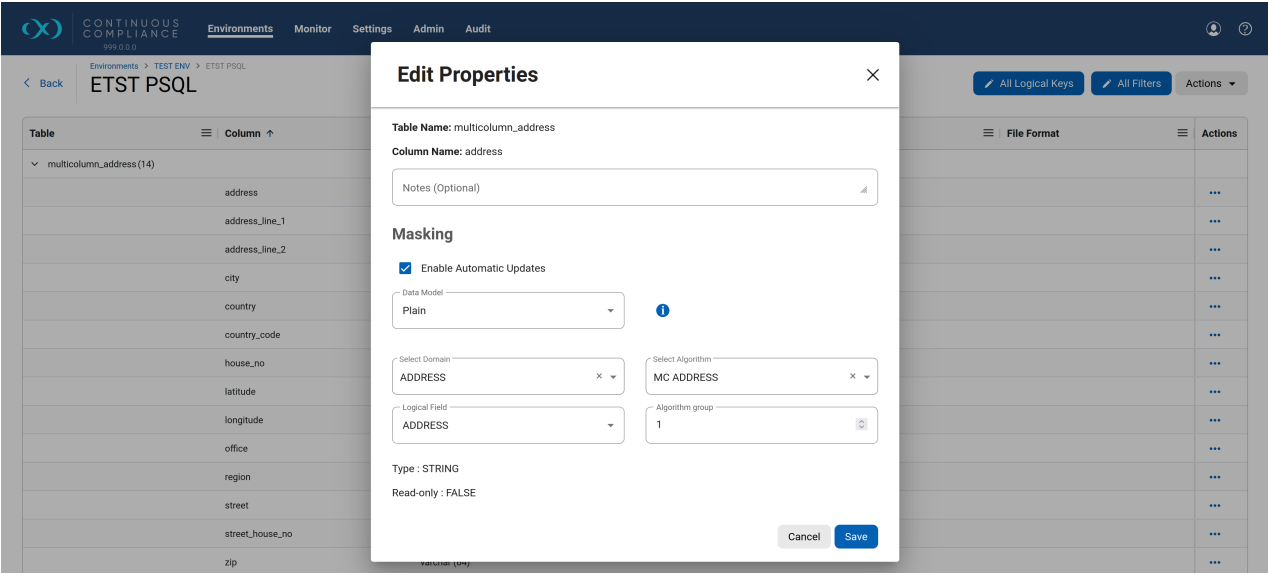 CONTINUOUS
COMPLIANCE
999.0.0.0
Environments Monitor Settings Admin Audit
Environments > TEST ENV > ETST PSQL
Back
ETST PSQL
All Logical Keys All Filters Actions
Table Column ↑ File Format Actions
multicolumn_address (14)
address
address_line_1
address_line_2
city
country
country_code
house_no
latitude
longitude
office
region
street
street_house_no
zip varchar (64)
Edit Properties
Table Name: multicolumn_address
Column Name: address
Notes (Optional)
Masking
Enable Automatic Updates
Data Model
Plain
Select Domain Select Algorithm
ADDRESS MC ADDRESS
Logical Field Algorithm group
ADDRESS 1
Type : STRING
Read-only : FALSE
Cancel Save